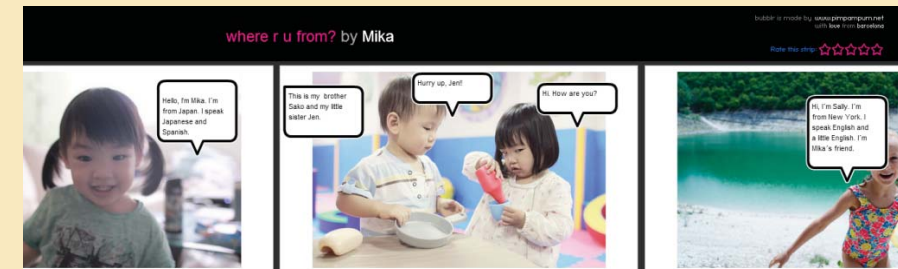 bubblr is made by www.pimpampum.net
with love from barcelona
where r u from? by Mika
Rate this strip:
Hello, I'm Mika. I'm
from Japan. I speak
Japanese and
Spanish.
This is my brother
Sako and my little
sister Jen.
Hurry up, Jen!
Hi. How are you?
Hi, I'm Sally. I'm
from New York. I
speak English and
a little English. I'm
Mika's friend.